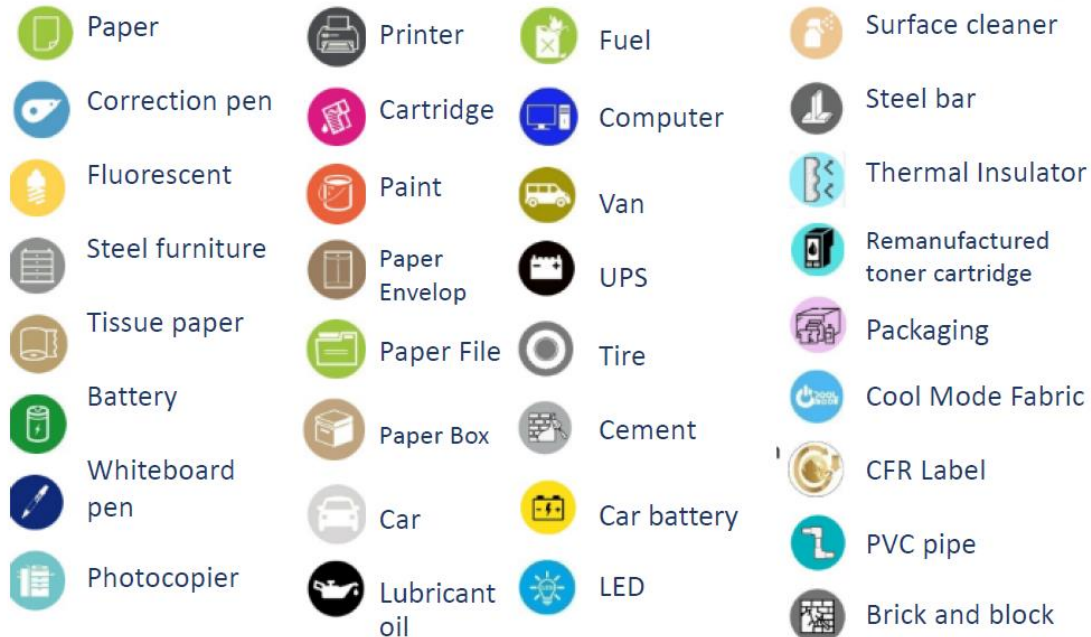 Paper
Correction pen
Fluorescent
Steel furniture
Tissue paper
Battery
Whiteboard
pen
Photocopier
Printer
Cartridge
Paint
Paper
Envelop
Paper File
Paper Box
Car
Lubricant
oil
Fuel
Computer
Van
UPS
Tire
Cement
Car battery
LED
Surface cleaner
Steel bar
Thermal Insulator
Remanufactured
toner cartridge
Packaging
Cool Mode Fabric
CFR Label
PVC pipe
Brick and block